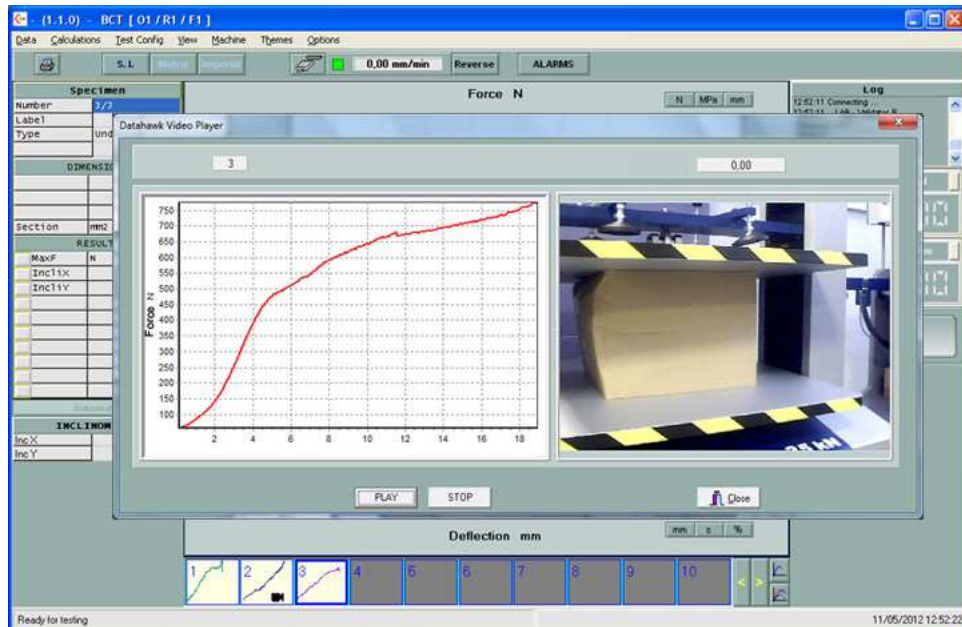 - (1.1.0) - BCT [ O1 / R1 / F1 ]
Data Calculations Test Config View Machine Themes Options
S.L Metric Imperial 0,00 mm/min Reverse ALARMS
Specimen
Number 3/3
Label
Type Und
Force N
N MPa mm
Log
12:52:11 Connecting ...
Datahawk Video Player
3
0,00
DIMENSIO
Section mm2
RESULT
MaxF N
IncliX
IncliY
INCLINOM
Inc X
Inc Y
Force N
750
700
650
600
550
500
450
400
350
300
250
200
150
100
2 4 6 8 10 12 14 16 18
25 kN
PLAY STOP Close
Deflection mm
mm s %
1 2 3 4 5 6 7 8 9 10
< >
Ready for testing
11/05/2012 12:52:22